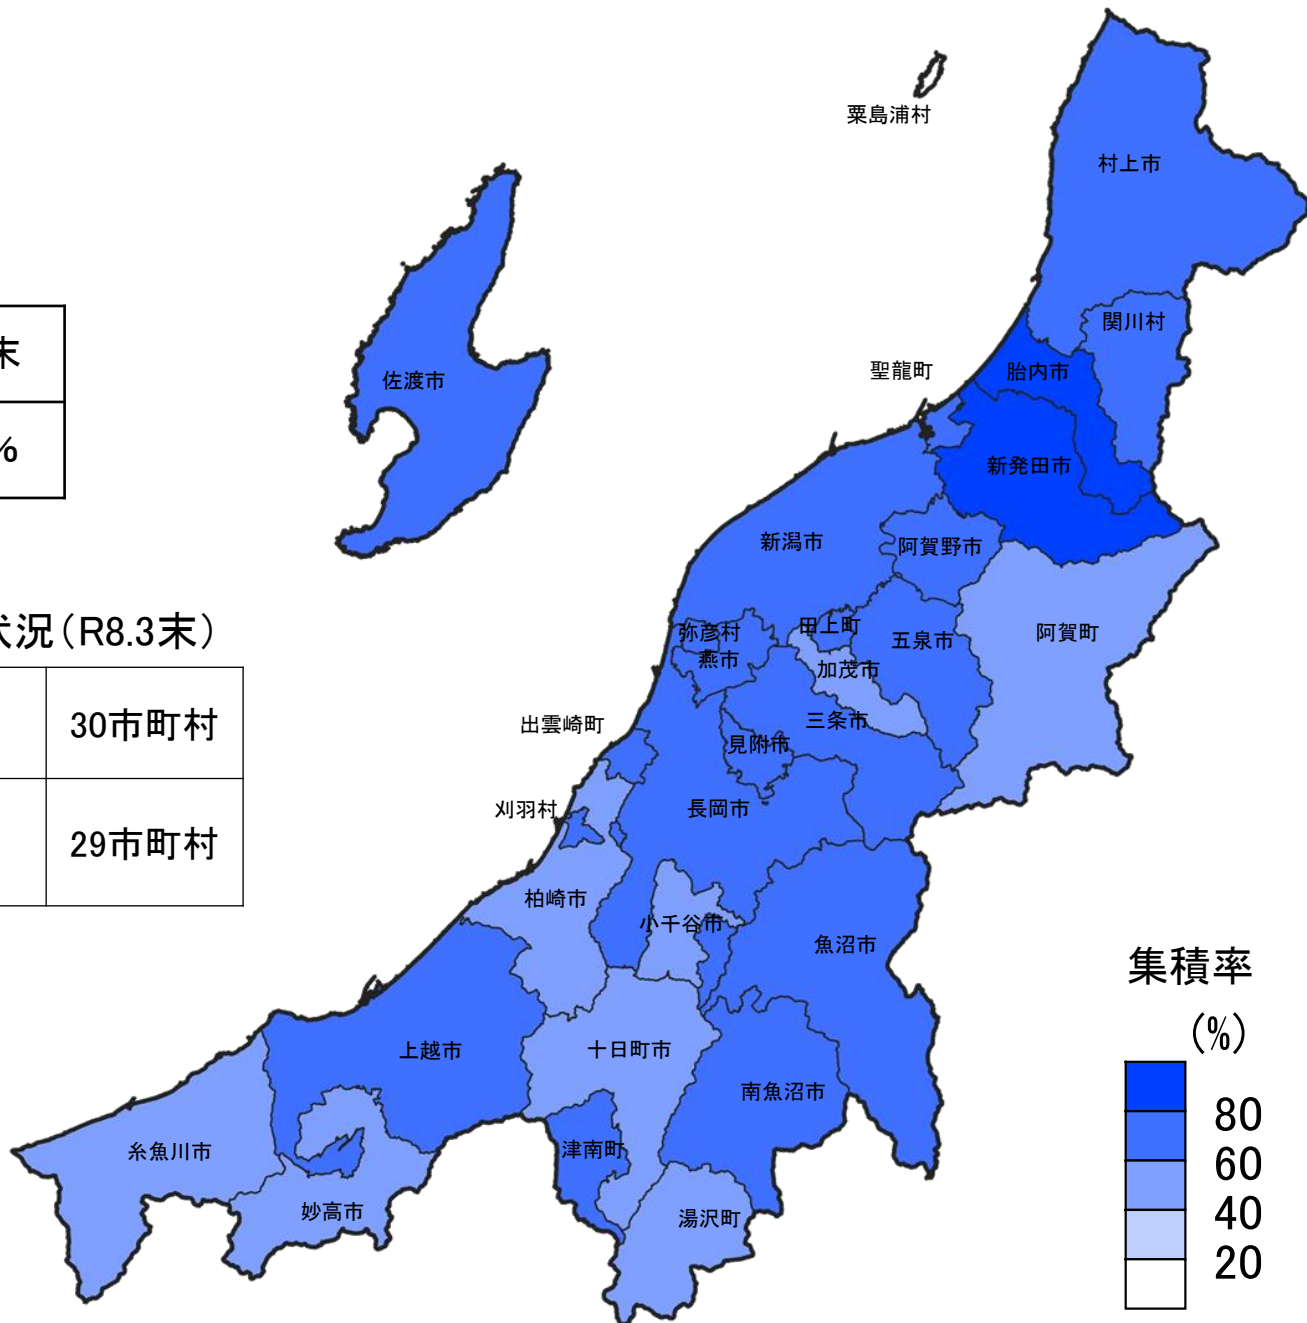 粟島浦村
村上市
関川村
末
聖籠町
胎内市
佐渡市
%
新発田市
新潟市
阿賀野市
状況（R8.3末）
弥彦村
田上町
五泉市
阿賀町
燕市
加茂市
30市町村
出雲崎町
三条市
見附市
刈羽村
長岡市
29市町村
柏崎市
小千谷市
魚沼市
集積率
(%)
上越市
十日町市
南魚沼市
80
糸魚川市
津南町
60
妙高市
湯沢町
40
20